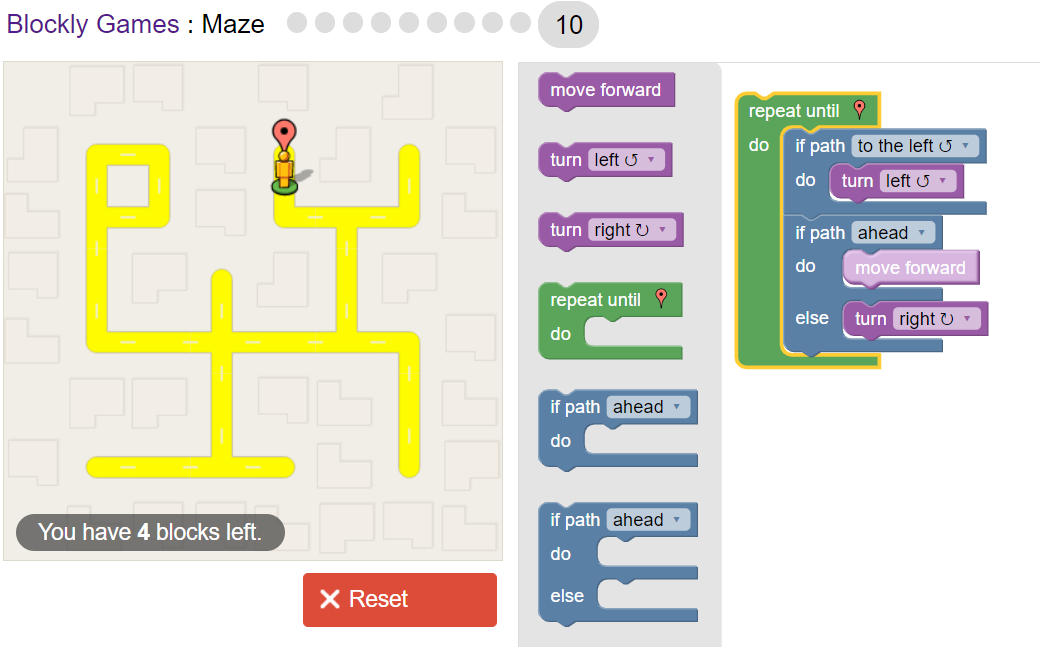 Blockly Games : Maze 10
You have 4 blocks left.
Reset
move forward
turn left ↺
turn right ↻
repeat until
do
if path ahead
do
if path ahead
do
else
repeat until
do
if path to the left ↺
do turn left ↺
if path ahead
do move forward
else turn right ↻